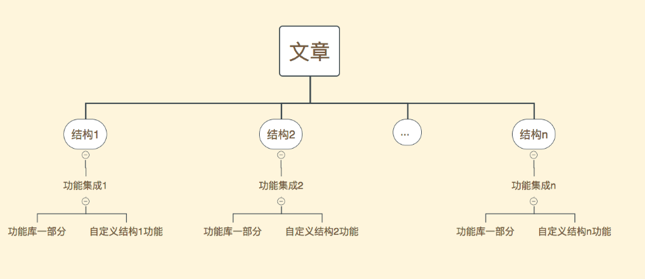 文章
结构1
结构2
...
结构n
功能集成1
功能集成2
功能集成n
功能库一部分
自定义结构1功能
功能库一部分
自定义结构2功能
功能库一部分
自定义结构n功能